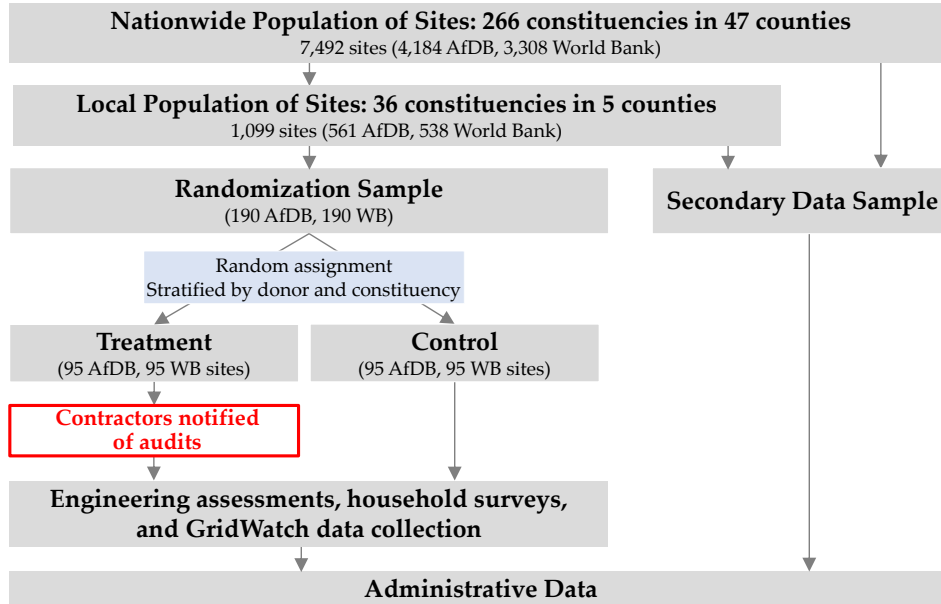 Nationwide Population of Sites: 266 constituencies in 47 counties
7,492 sites (4,184 AfDB, 3,308 World Bank)
Local Population of Sites: 36 constituencies in 5 counties
1,099 sites (561 AfDB, 538 World Bank)
Randomization Sample
(190 AfDB, 190 WB)
Secondary Data Sample
Random assignment
Stratified by donor and constituency
Treatment
(95 AfDB, 95 WB sites)
Control
(95 AfDB, 95 WB sites)
Contractors notified
of audits
Engineering assessments, household surveys,
and GridWatch data collection
Administrative Data